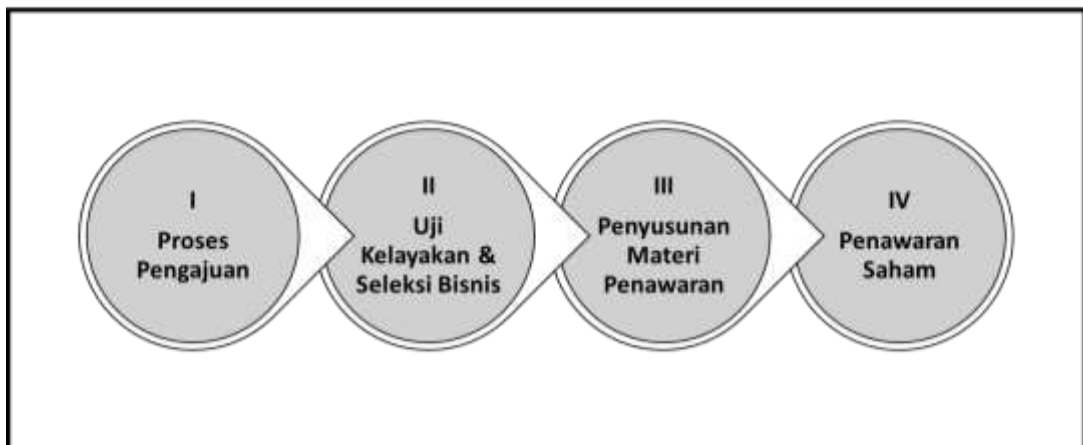 I
Proses
Pengajuan
II
Uji
Kelayakan &
Seleksi Bisnis
III
Penyusunan
Materi
Penawaran
IV
Penawaran
Saham